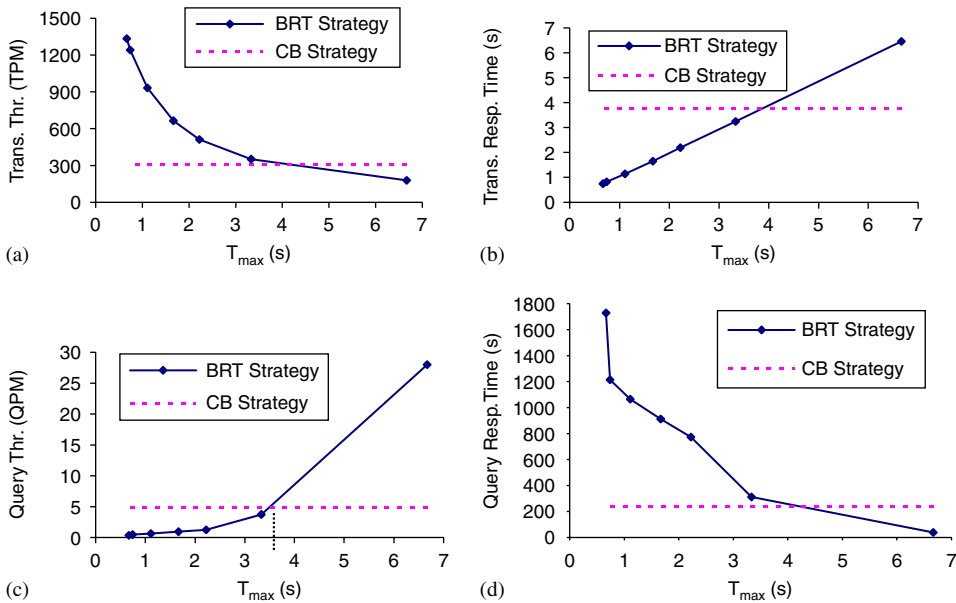 Trans. Thr. (TPM)
1500
1200
900
600
300
0
BRT Strategy
CB Strategy
0 1 2 3 4 5 6 7
T_max (s)
(a)
Trans. Resp. Time (s)
7
6
5
4
3
2
1
0
BRT Strategy
CB Strategy
0 1 2 3 4 5 6 7
T_max (s)
(b)
Query Thr. (QPM)
30
25
20
15
10
5
0
BRT Strategy
CB Strategy
0 1 2 3 4 5 6 7
T_max (s)
(c)
Query Resp.Time (s)
1800
1600
1400
1200
1000
800
600
400
200
0
BRT Strategy
CB Strategy
0 1 2 3 4 5 6 7
T_max (s)
(d)